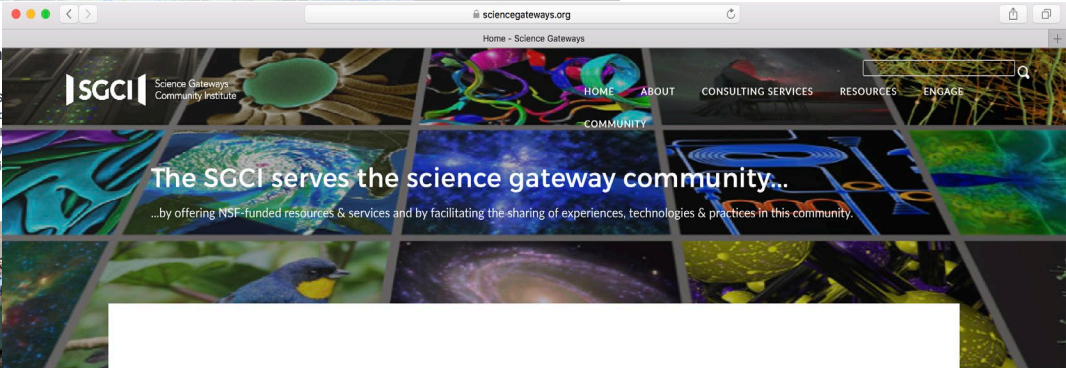 sciencegateways.org
Home - Science Gateways
SGCI
Science Gateways
Community Institute
HOME ABOUT CONSULTING SERVICES RESOURCES ENGAGE
COMMUNITY
The SGCI serves the science gateway community...
...by offering NSF-funded resources & services and by facilitating the sharing of experiences, technologies & practices in this community.